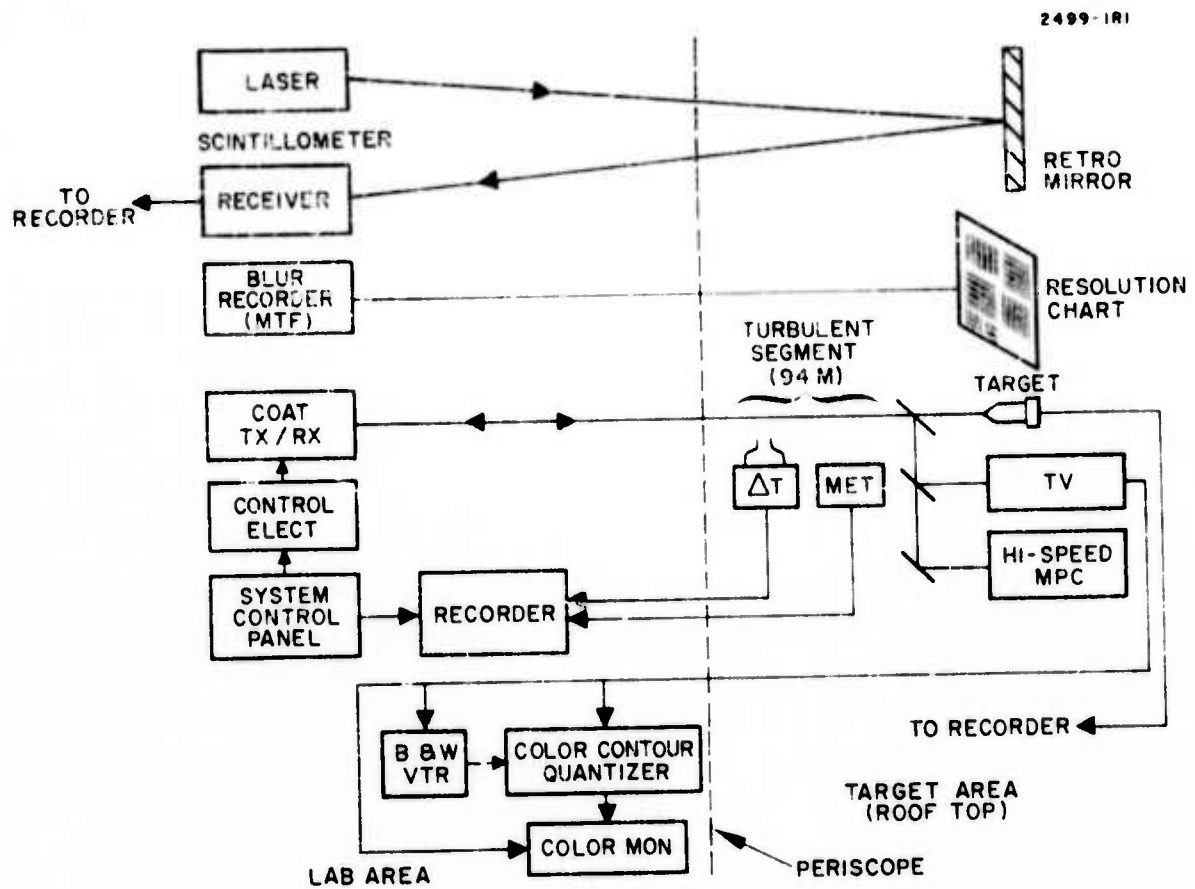 2499-1R1
LASER
SCINTILLOMETER
RECEIVER
TO
RECORDER
RETRO
MIRROR
BLUR
RECORDER
(MTF)
RESOLUTION
CHART
TURBULENT
SEGMENT
(94 M)
TARGET
COAT
TX / RX
ΔT
MET
TV
CONTROL
ELECT
HI-SPEED
MPC
SYSTEM
CONTROL
PANEL
RECORDER
TO RECORDER
B & W
VTR
COLOR CONTOUR
QUANTIZER
TARGET AREA
(ROOF TOP)
COLOR MON
PERISCOPE
LAB AREA